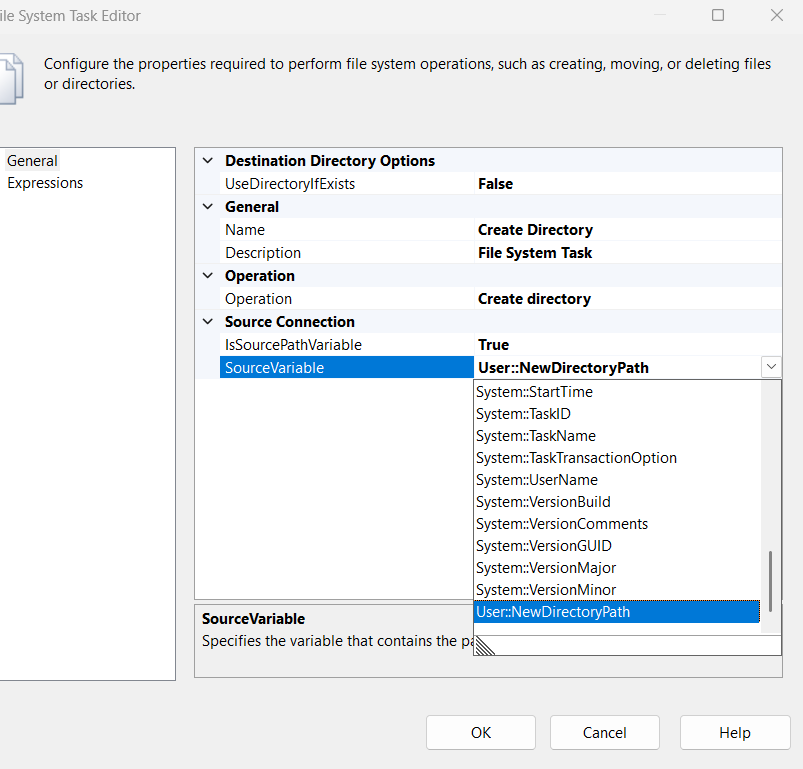 ile System Task Editor
Configure the properties required to perform file system operations, such as creating, moving, or deleting files
or directories.
General
Expressions
Destination Directory Options
UseDirectoryIfExists False
General
Name Create Directory
Description File System Task
Operation
Operation Create directory
Source Connection
IsSourcePathVariable True
SourceVariable User::NewDirectoryPath
System::StartTime
System::TaskID
System::TaskName
System::TaskTransactionOption
System::UserName
System::VersionBuild
System::VersionComments
System::VersionGUID
System::VersionMajor
System::VersionMinor
User::NewDirectoryPath
SourceVariable
Specifies the variable that contains the pa
OK Cancel Help